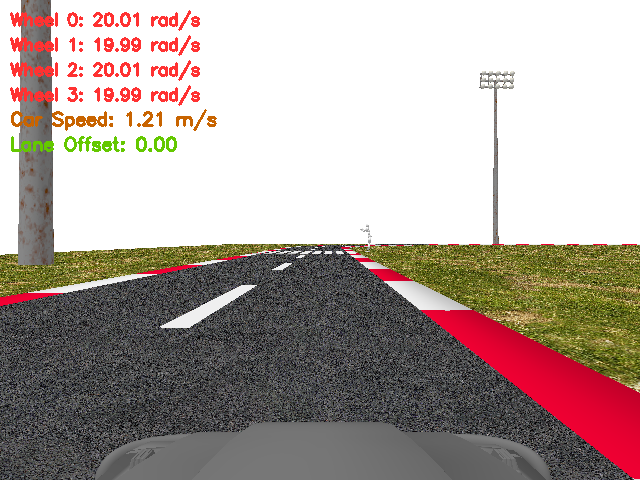 Wheel 0: 20.01 rad/s
Wheel 1: 19.99 rad/s
Wheel 2: 20.01 rad/s
Wheel 3: 19.99 rad/s
Car Speed: 1.21 m/s
Lane Offset: 0.00